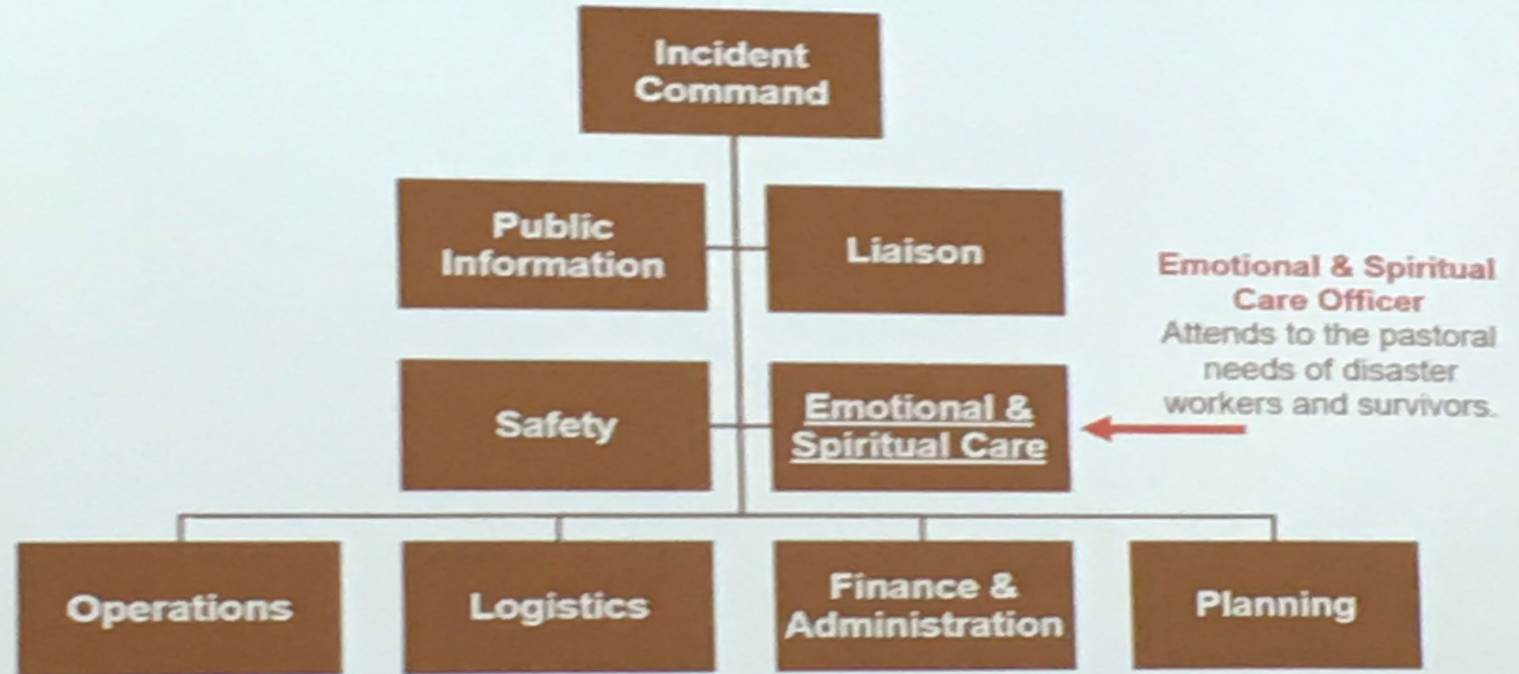 Incident
Command
Public
Information
Liaison
Emotional & Spiritual
Care Officer
Attends to the pastoral
needs of disaster
workers and survivors.
Safety
Emotional &
Spiritual Care
Operations
Logistics
Finance &
Administration
Planning